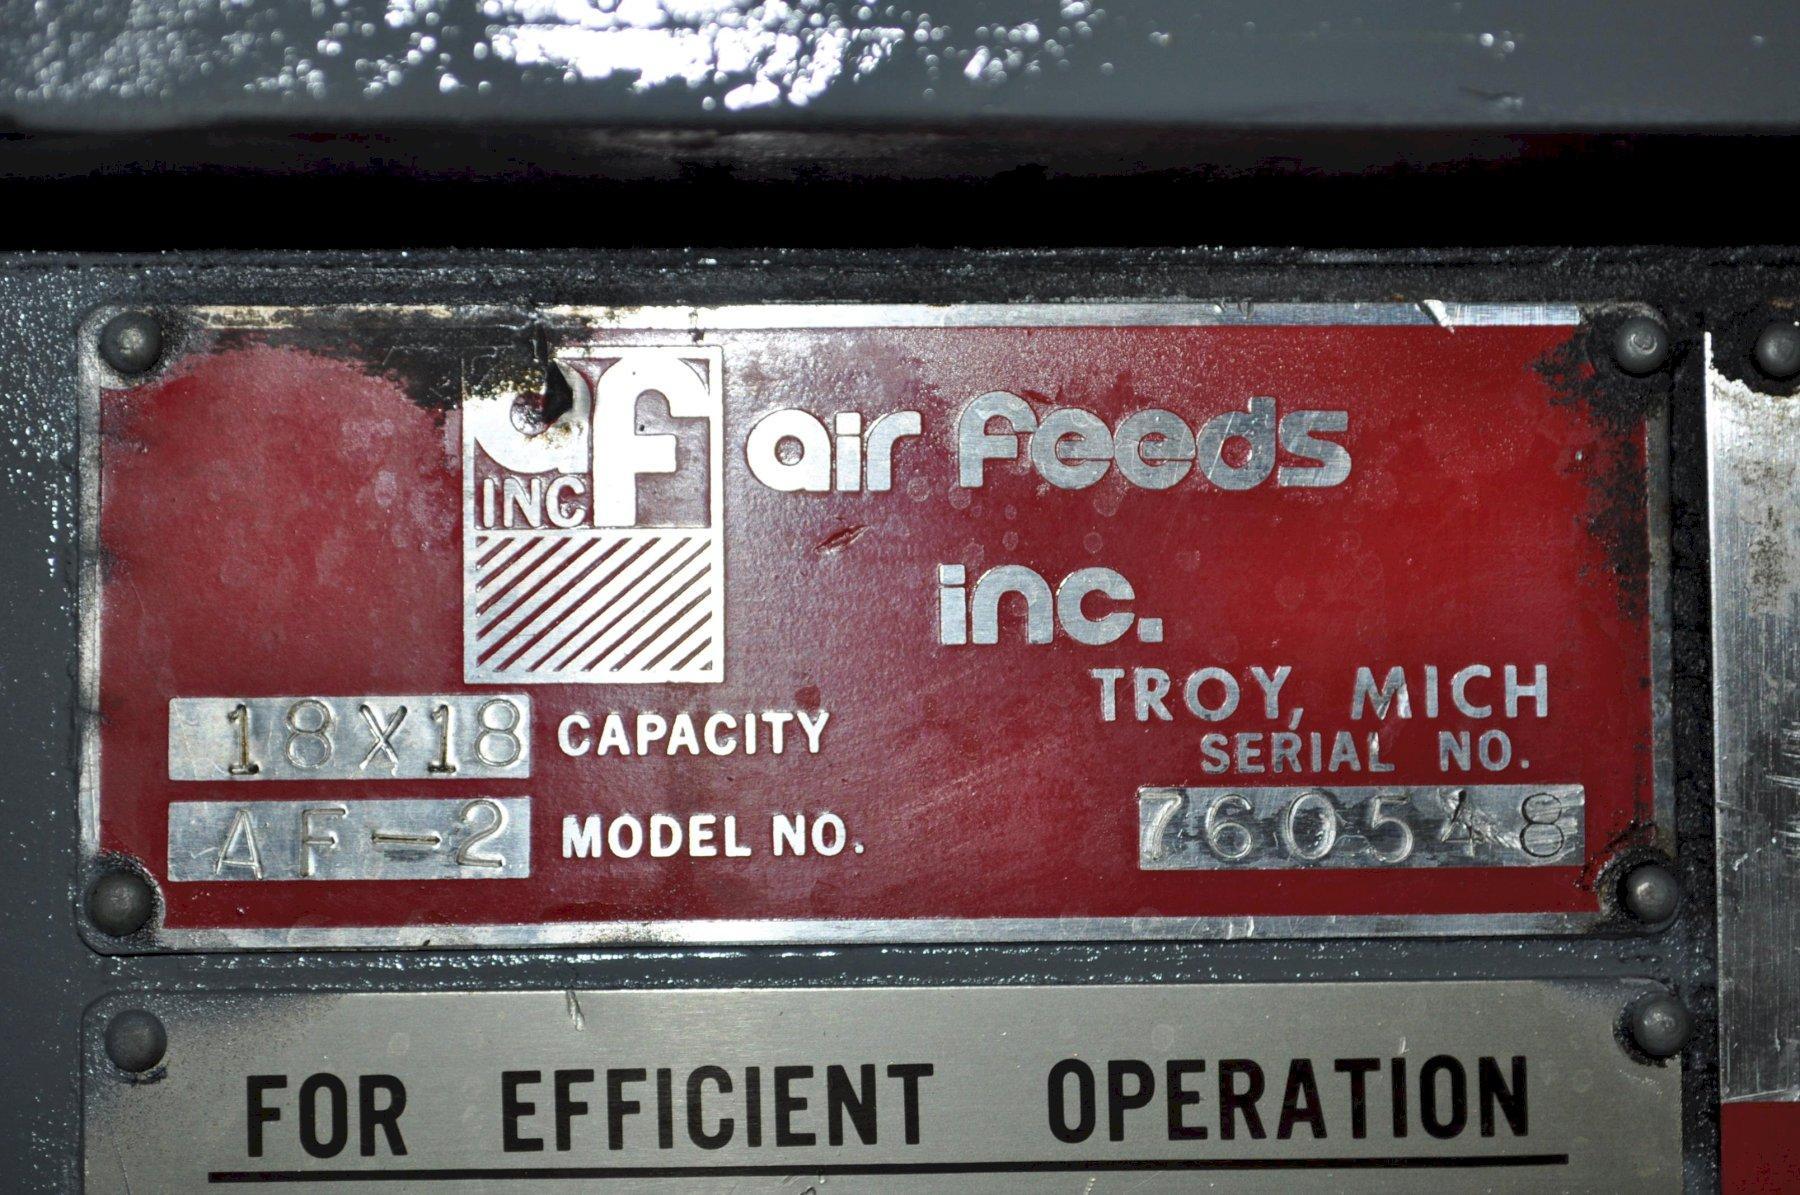 af
INC
air feeds
inc.
TROY, MICH
18X18 CAPACITY
SERIAL NO.
AF-2 MODEL NO.
760548
FOR EFFICIENT OPERATION